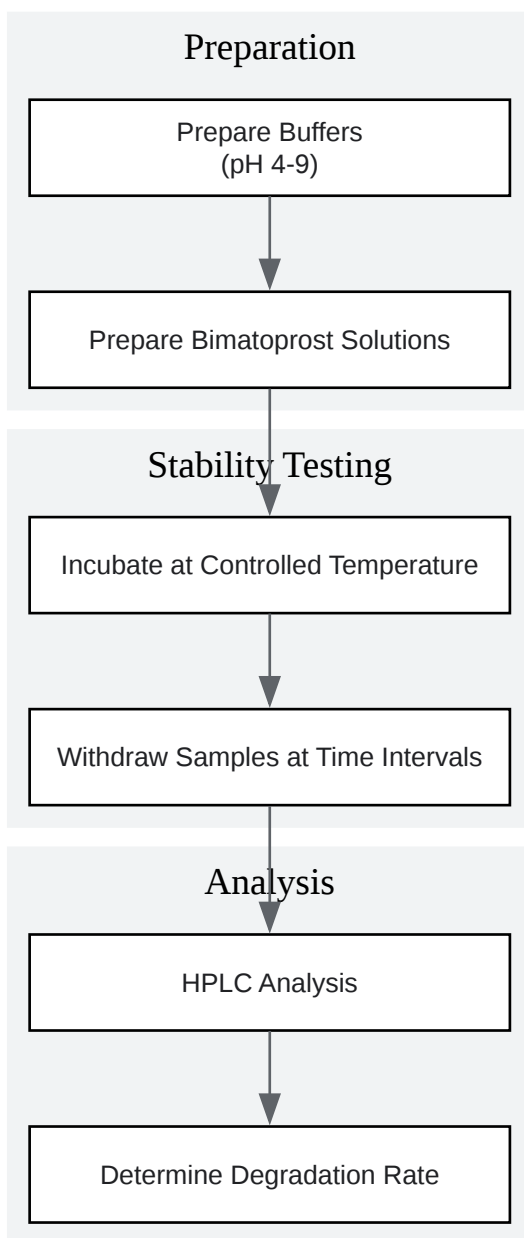 Preparation
Prepare Buffers
(pH 4-9)
Prepare Bimatoprost Solutions
Stability Testing
Incubate at Controlled Temperature
Withdraw Samples at Time Intervals
Analysis
HPLC Analysis
Determine Degradation Rate